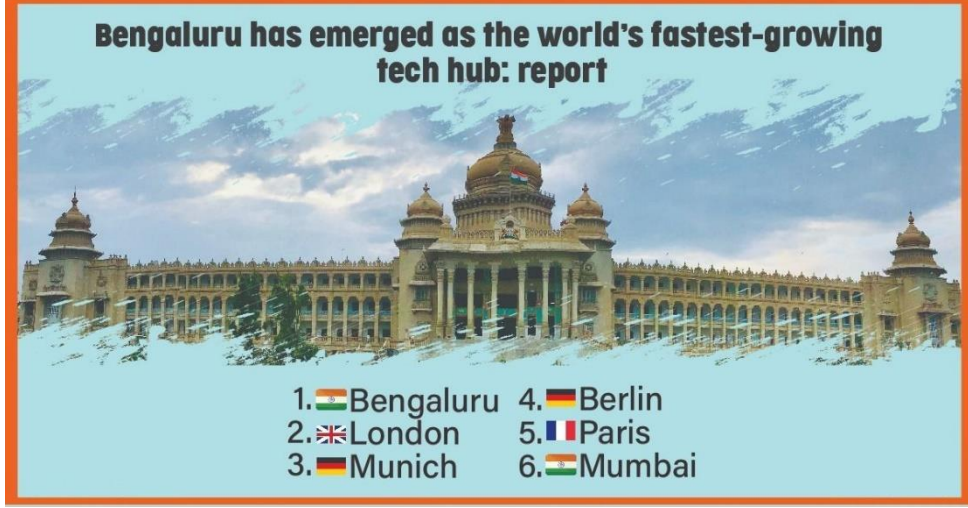 Bengaluru has emerged as the world's fastest-growing
tech hub: report
1. Bengaluru
2. London
3. Munich
4. Berlin
5. Paris
6. Mumbai